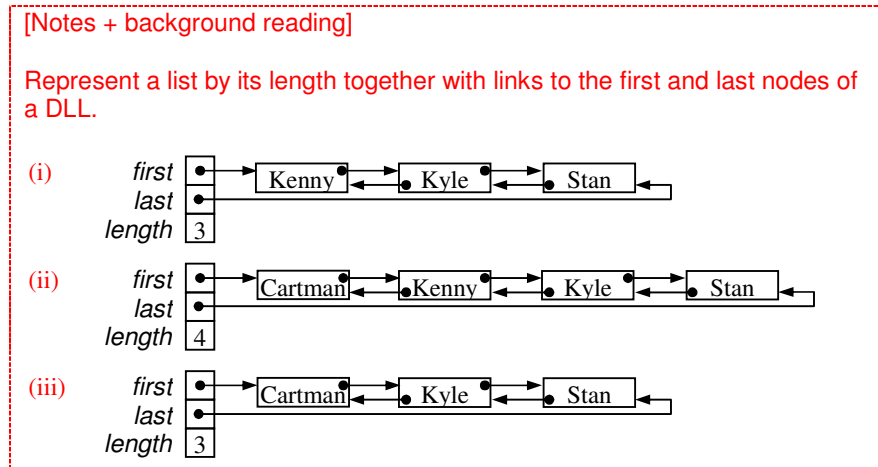 [Notes + background reading]
Represent a list by its length together with links to the first and last nodes of
a DLL.
(i) first Kenny Kyle Stan
last
length 3
(ii) first Cartman Kenny Kyle Stan
last
length 4
(iii) first Cartman Kyle Stan
last
length 3